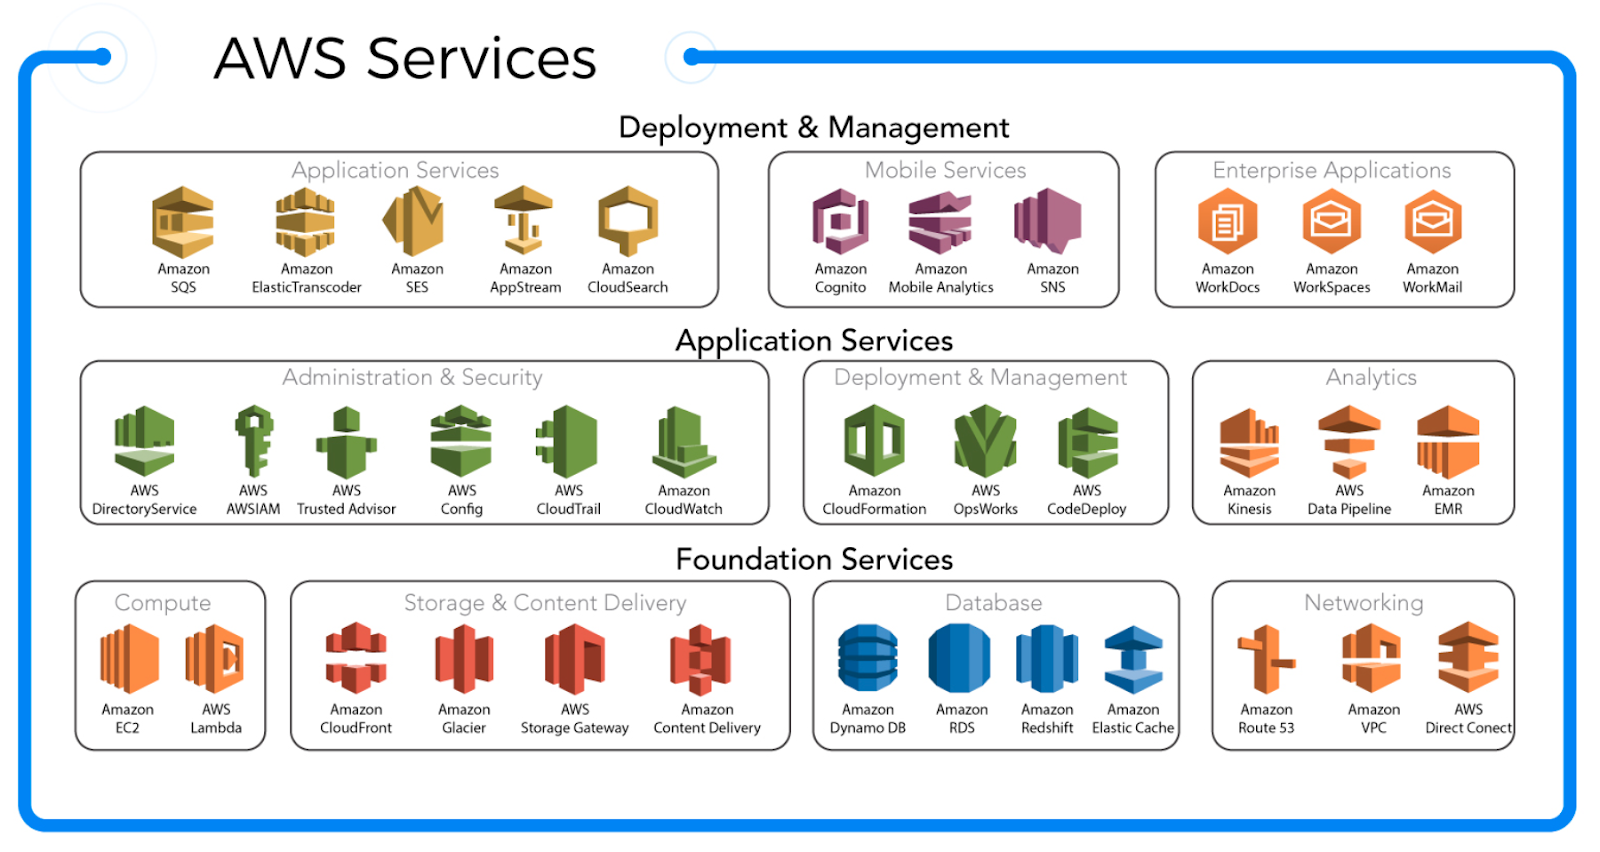 AWS Services
Deployment & Management
Application Services
Amazon
SQS
Amazon
ElasticTranscoder
Amazon
SES
Amazon
AppStream
Amazon
CloudSearch
Mobile Services
Amazon
Cognito
Amazon
Mobile Analytics
Amazon
SNS
Enterprise Applications
Amazon
WorkDocs
Amazon
WorkSpaces
Amazon
WorkMail
Application Services
Administration & Security
AWS
DirectoryService
AWS
AWSIAM
AWS
Trusted Advisor
AWS
Config
AWS
CloudTrail
Amazon
CloudWatch
Deployment & Management
Amazon
CloudFormation
AWS
OpsWorks
AWS
CodeDeploy
Analytics
Amazon
Kinesis
AWS
Data Pipeline
Amazon
EMR
Foundation Services
Compute
Amazon
EC2
AWS
Lambda
Storage & Content Delivery
Amazon
CloudFront
Amazon
Glacier
AWS
Storage Gateway
Amazon
Content Delivery
Database
Amazon
Dynamo DB
Amazon
RDS
Amazon
Redshift
Amazon
Elastic Cache
Networking
Amazon
Route 53
Amazon
VPC
AWS
Direct Conect